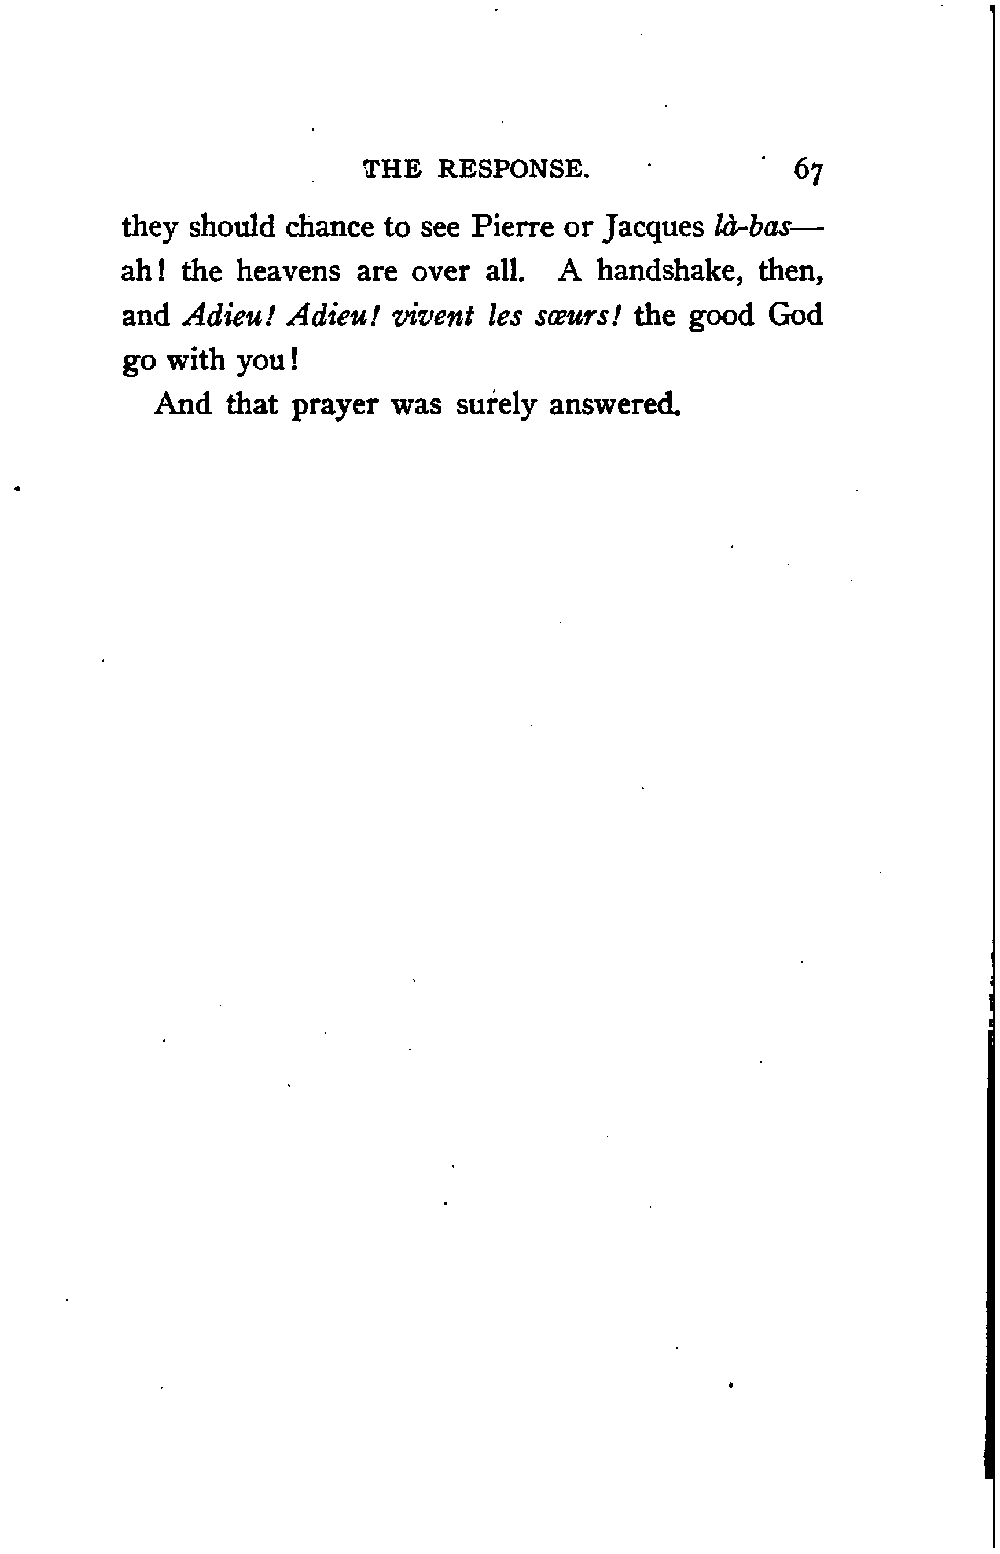 THE RESPONSE. 67
they should chance to see Pierre or Jacques là-bas—
ah! the heavens are over all. A handshake, then,
and Adieu! Adieu! vivent les sœurs! the good God
go with you!
And that prayer was surely answered.